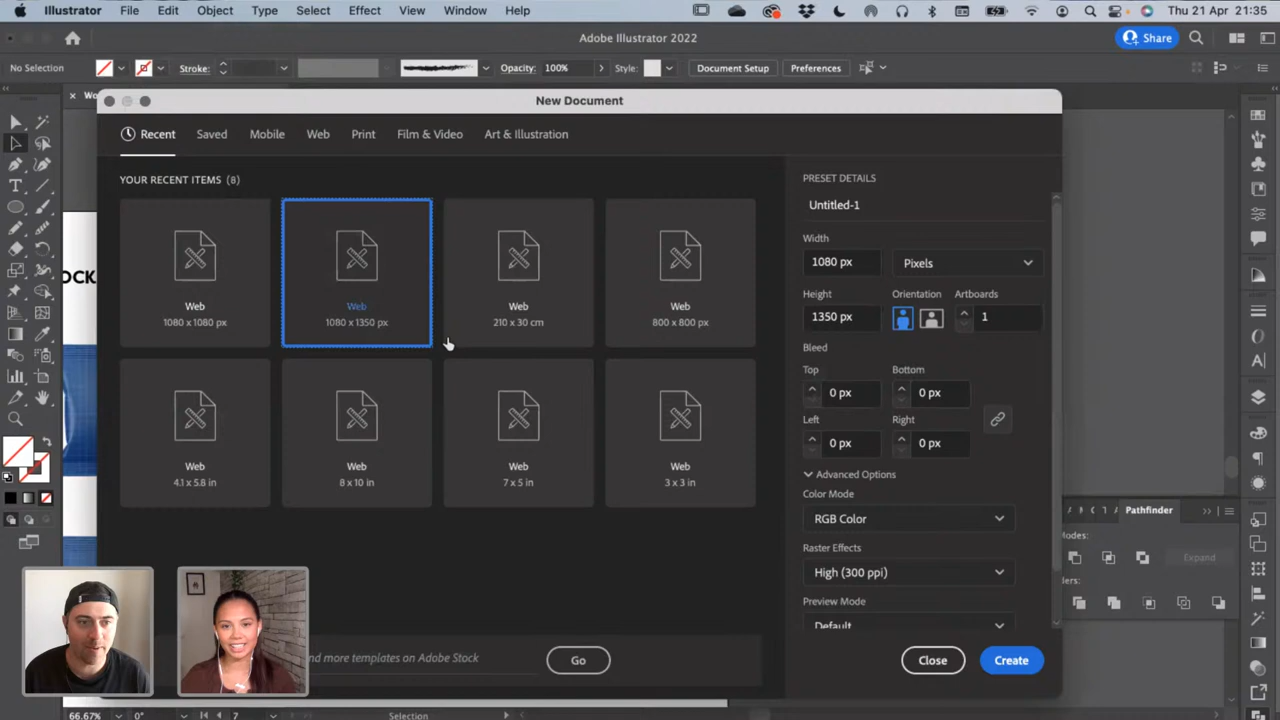 Illustrator File Edit Object Type Select Effect View Window Help Thu 21 Apr 21:35
Adobe Illustrator 2022 Share
No Selection Stroke: Opacity: 100% Style: Document Setup Preferences
New Document
Recent Saved Mobile Web Print Film & Video Art & Illustration
YOUR RECENT ITEMS (8)
Web
1080 x 1080 px
Web
1080 x 1350 px
Web
210 x 30 cm
Web
800 x 800 px
Web
4.1 x 5.8 in
Web
8 x 10 in
Web
7 x 5 in
Web
3 x 3 in
nd more templates on Adobe Stock
Go
PRESET DETAILS
Untitled-1
Width
1080 px Pixels
Height Orientation Artboards
1350 px 1
Bleed
Top Bottom
0 px 0 px
Left Right
0 px 0 px
Advanced Options
Color Mode
RGB Color
Raster Effects
High (300 ppi)
Preview Mode
Default
Close Create
Pathfinder
Modes:
Expand
lers:
OCK
66.67% 0° 7 Selection